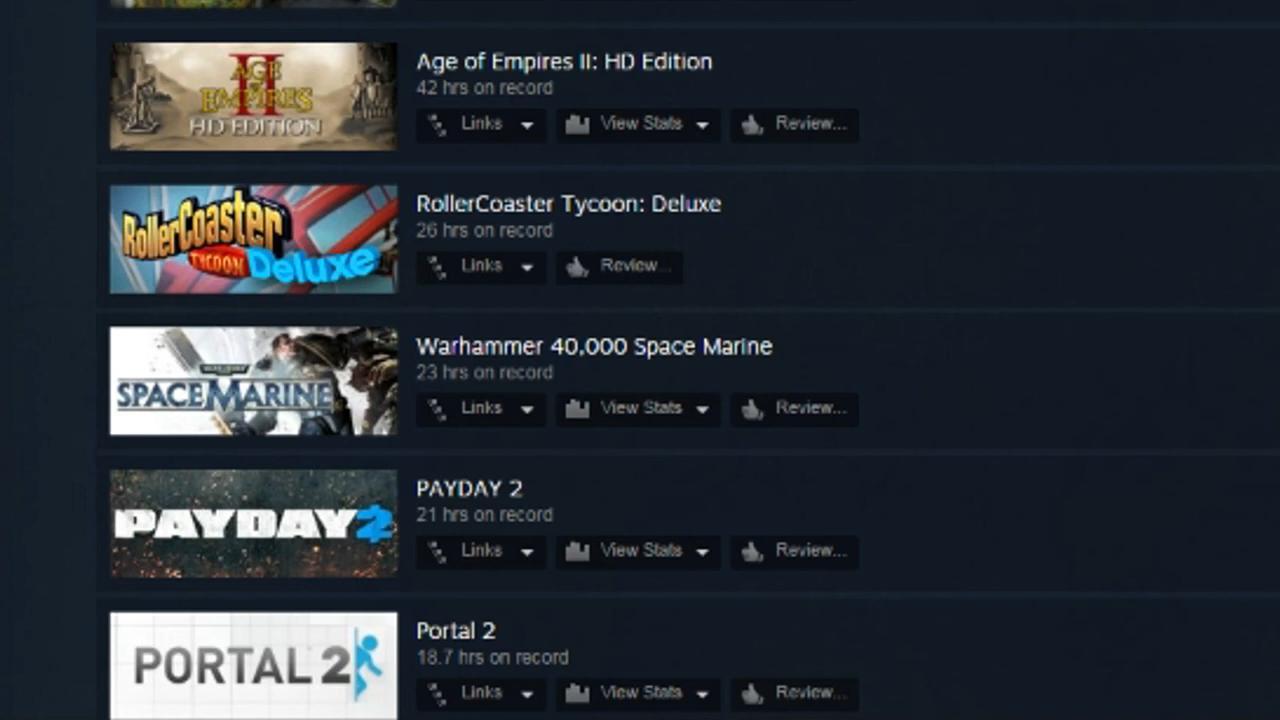 AGE
OF
EMPIRES
II
HD EDITION
Age of Empires II: HD Edition
42 hrs on record
Links View Stats Review...
RollerCoaster
TYCOON Deluxe
RollerCoaster Tycoon: Deluxe
26 hrs on record
Links Review...
SPACE MARINE
Warhammer 40,000 Space Marine
23 hrs on record
Links View Stats Review...
PAYDAY 2
PAYDAY 2
21 hrs on record
Links View Stats Review...
PORTAL 2
Portal 2
18.7 hrs on record
Links View Stats Review...